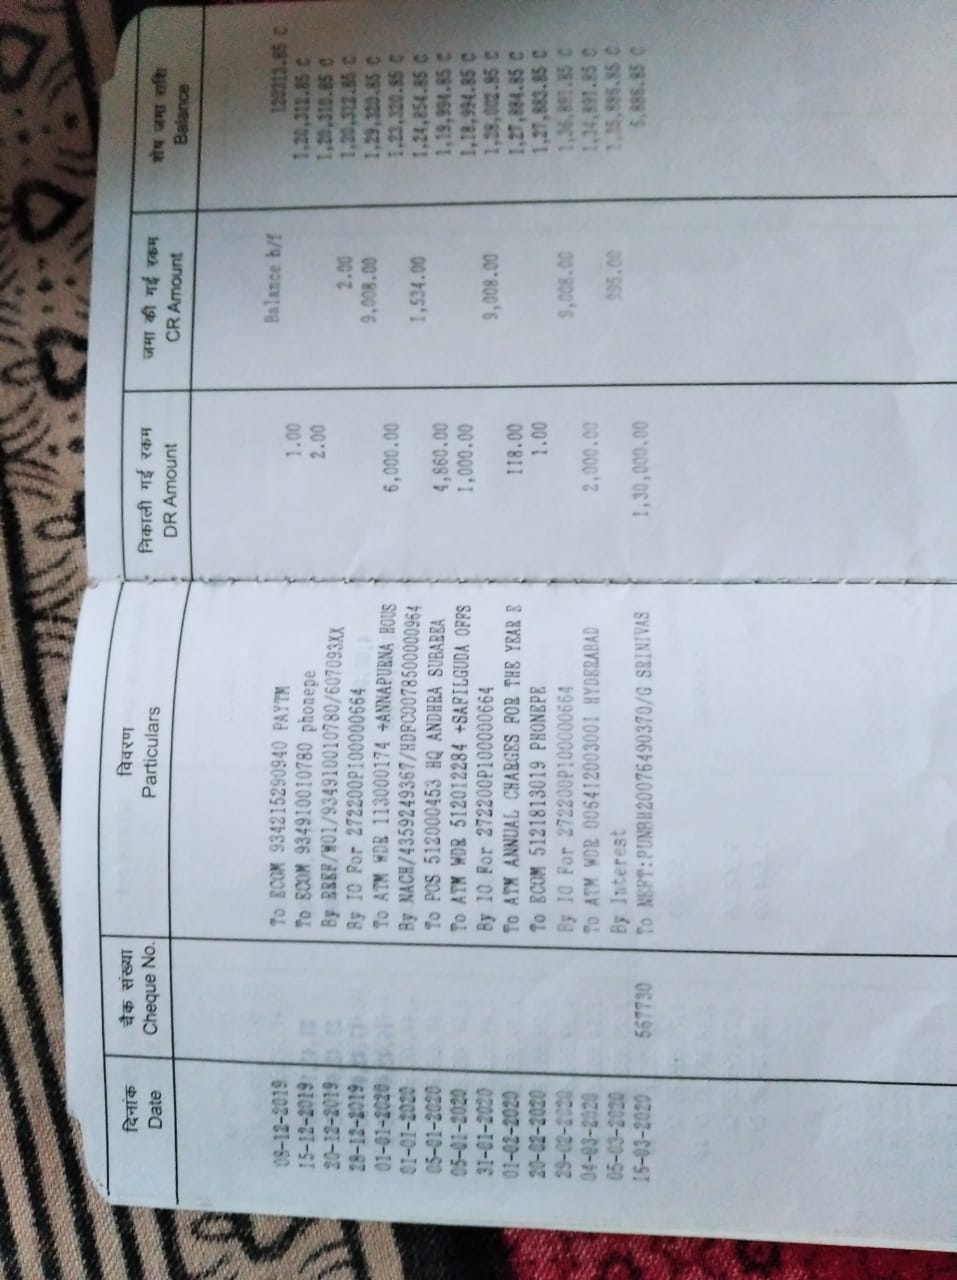 दिनांक चैक संख्या विवरण निकाली गई रकम जमा की गई रकम शेष जमा राशि
Date Cheque No. Particulars DR Amount CR Amount Balance
Balance b/f 120313.85 C
08-12-2019 To ECOM 934215290940 PAYTM 1.00 1,20,312.85 C
15-12-2019 To ECOM 934910010780 phonepe 2.00 1,20,310.85 C
20-12-2019 By RREF/W01/934910010780/607093XX 2.00 1,20,312.85 C
28-12-2019 By IO For 272200P100000664 9,008.00 1,29,320.85 C
01-01-2020 To ATM WDR 113000174 +ANNAPURNA HOUS 6,000.00 1,23,320.85 C
01-01-2020 By NACH/4359249367/HDFC00785000000964 1,534.00 1,24,854.85 C
05-01-2020 To POS 512000453 HQ ANDHRA SUBAREA 4,860.00 1,19,994.85 C
05-01-2020 To ATM WDR 512012284 +SAFILGUDA OPPS 1,000.00 1,18,994.85 C
31-01-2020 By IO For 272200P100000664 9,008.00 1,28,002.85 C
01-02-2020 To ATM ANNUAL CHARGES FOR THE YEAR E 118.00 1,27,884.85 C
20-02-2020 To ECOM 5121813019 PHONEPE 1.00 1,27,883.85 C
29-02-2020 By IO For 272200P100000664 9,008.00 1,36,891.85 C
04-03-2020 To ATM WDR 006412003001 HYDERABAD 2,000.00 1,34,891.85 C
05-03-2020 By Interest 995.00 1,35,886.85 C
16-03-2020 567730 To NEFT:PUNBH20076490370/G SRINIVAS 1,30,000.00 5,886.85 C